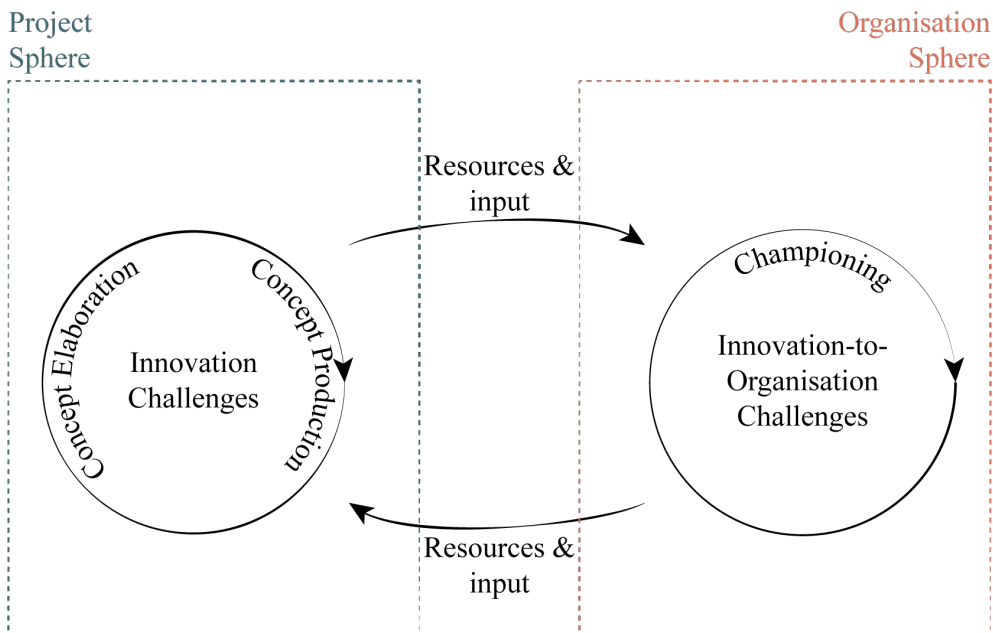 Project
Sphere
Organisation
Sphere
Resources &
input
Concept Elaboration
Concept Production
Innovation
Challenges
Championing
Innovation-to-
Organisation
Challenges
Resources &
input